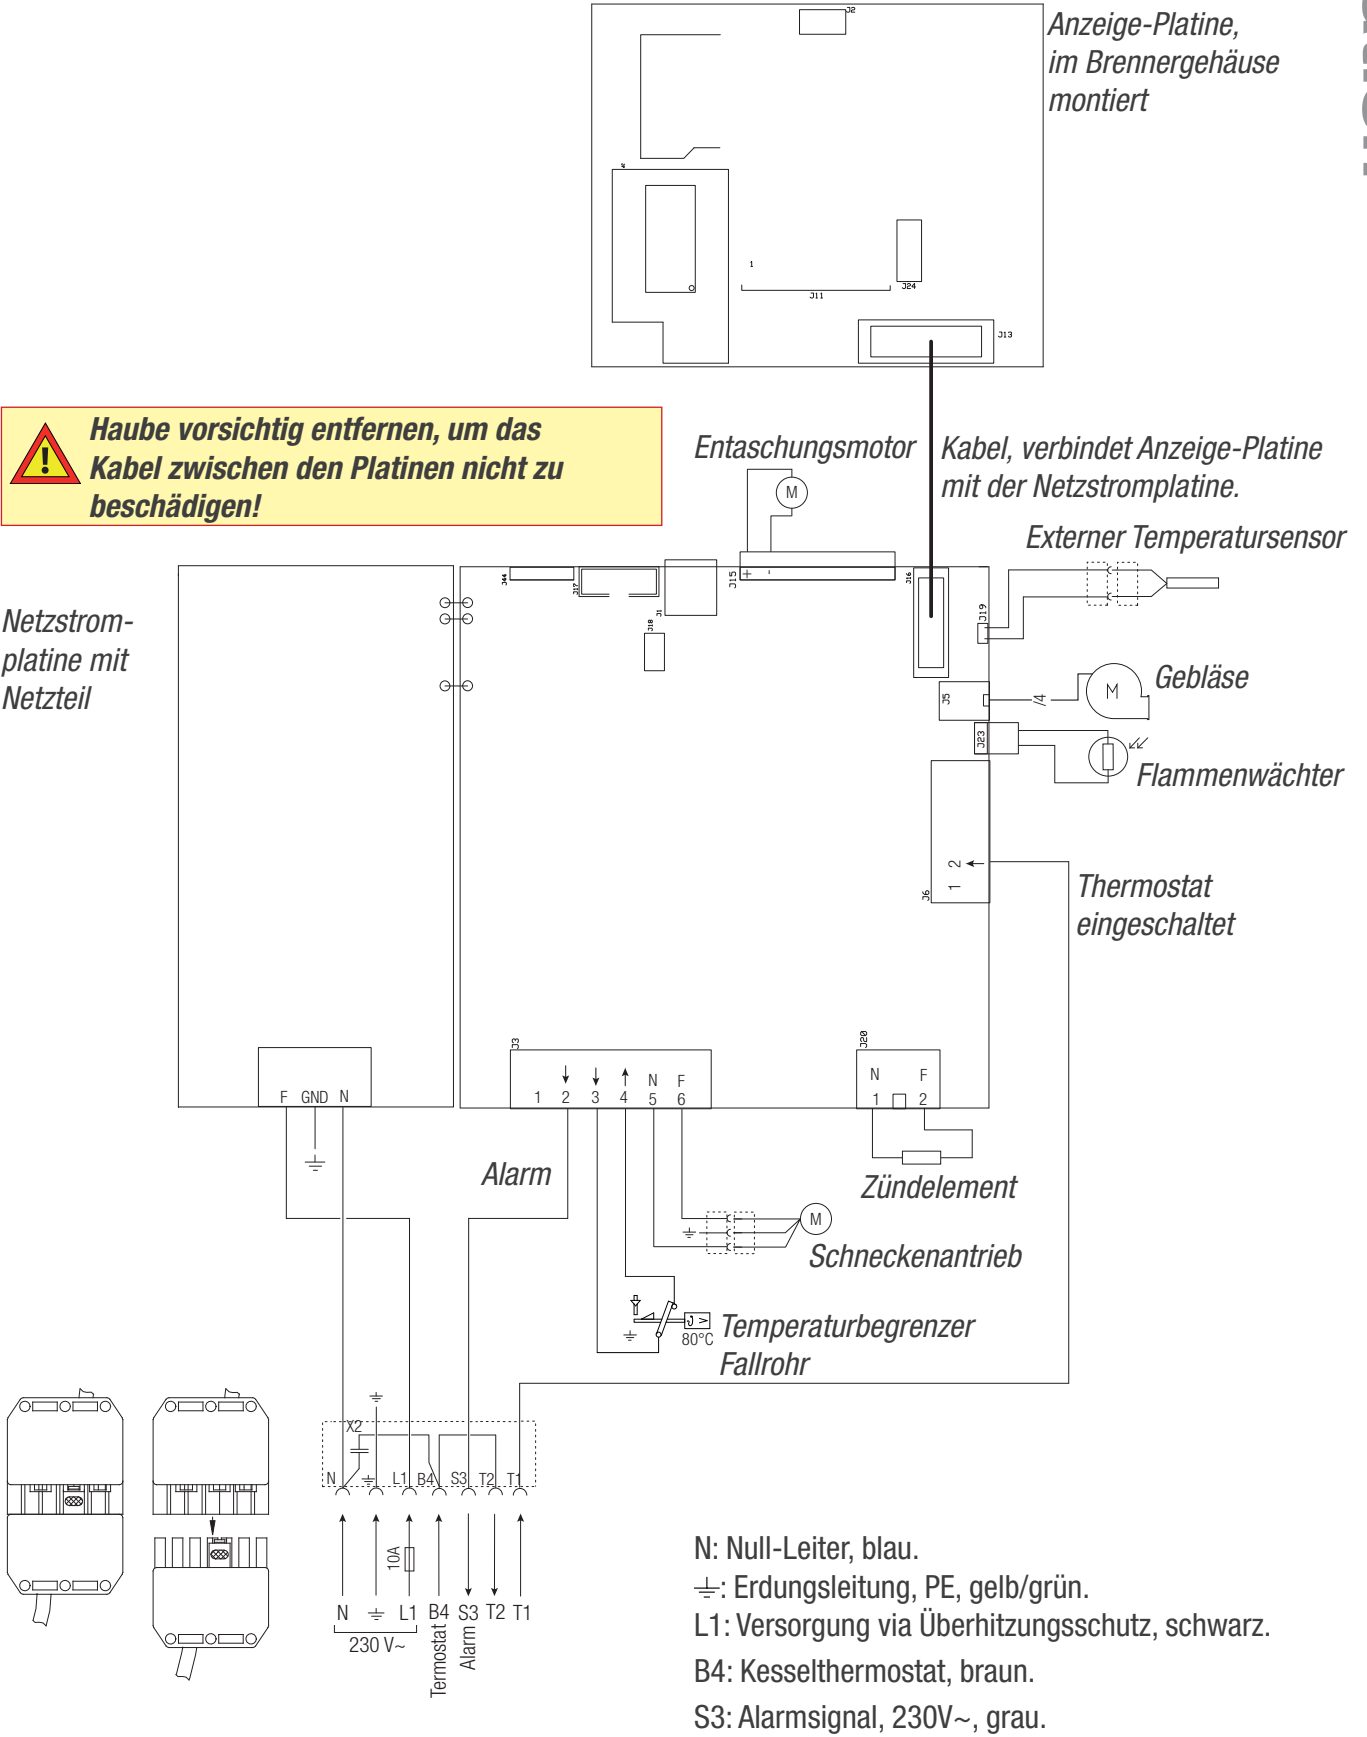 J2
Anzeige-Platine,
im Brennergehäuse
montiert
1
J11
J24
J13
Haube vorsichtig entfernen, um das
Kabel zwischen den Platinen nicht zu
beschädigen!
Entaschungsmotor
M
Kabel, verbindet Anzeige-Platine
mit der Netzstromplatine.
Externer Temperatursensor
Netzstrom-
platine mit
Netzteil
J44
J17
J1
J18
J15
+ -
J16
J19
J5
/4
M
Gebläse
J23
Flammenwächter
J6
1 2
Thermostat
eingeschaltet
F GND N
J3
N F
1 2 3 4 5 6
J20
N F
1 2
Alarm
Zündelement
M
Schneckenantrieb
80°C
Temperaturbegrenzer
Fallrohr
X2
N L1 B4 S3 T2 T1
10A
N ⏚ L1 B4 S3 T2 T1
230 V~
Termostat
Alarm
N: Null-Leiter, blau.
⏚: Erdungsleitung, PE, gelb/grün.
L1: Versorgung via Überhitzungsschutz, schwarz.
B4: Kesselthermostat, braun.
S3: Alarmsignal, 230V~, grau.